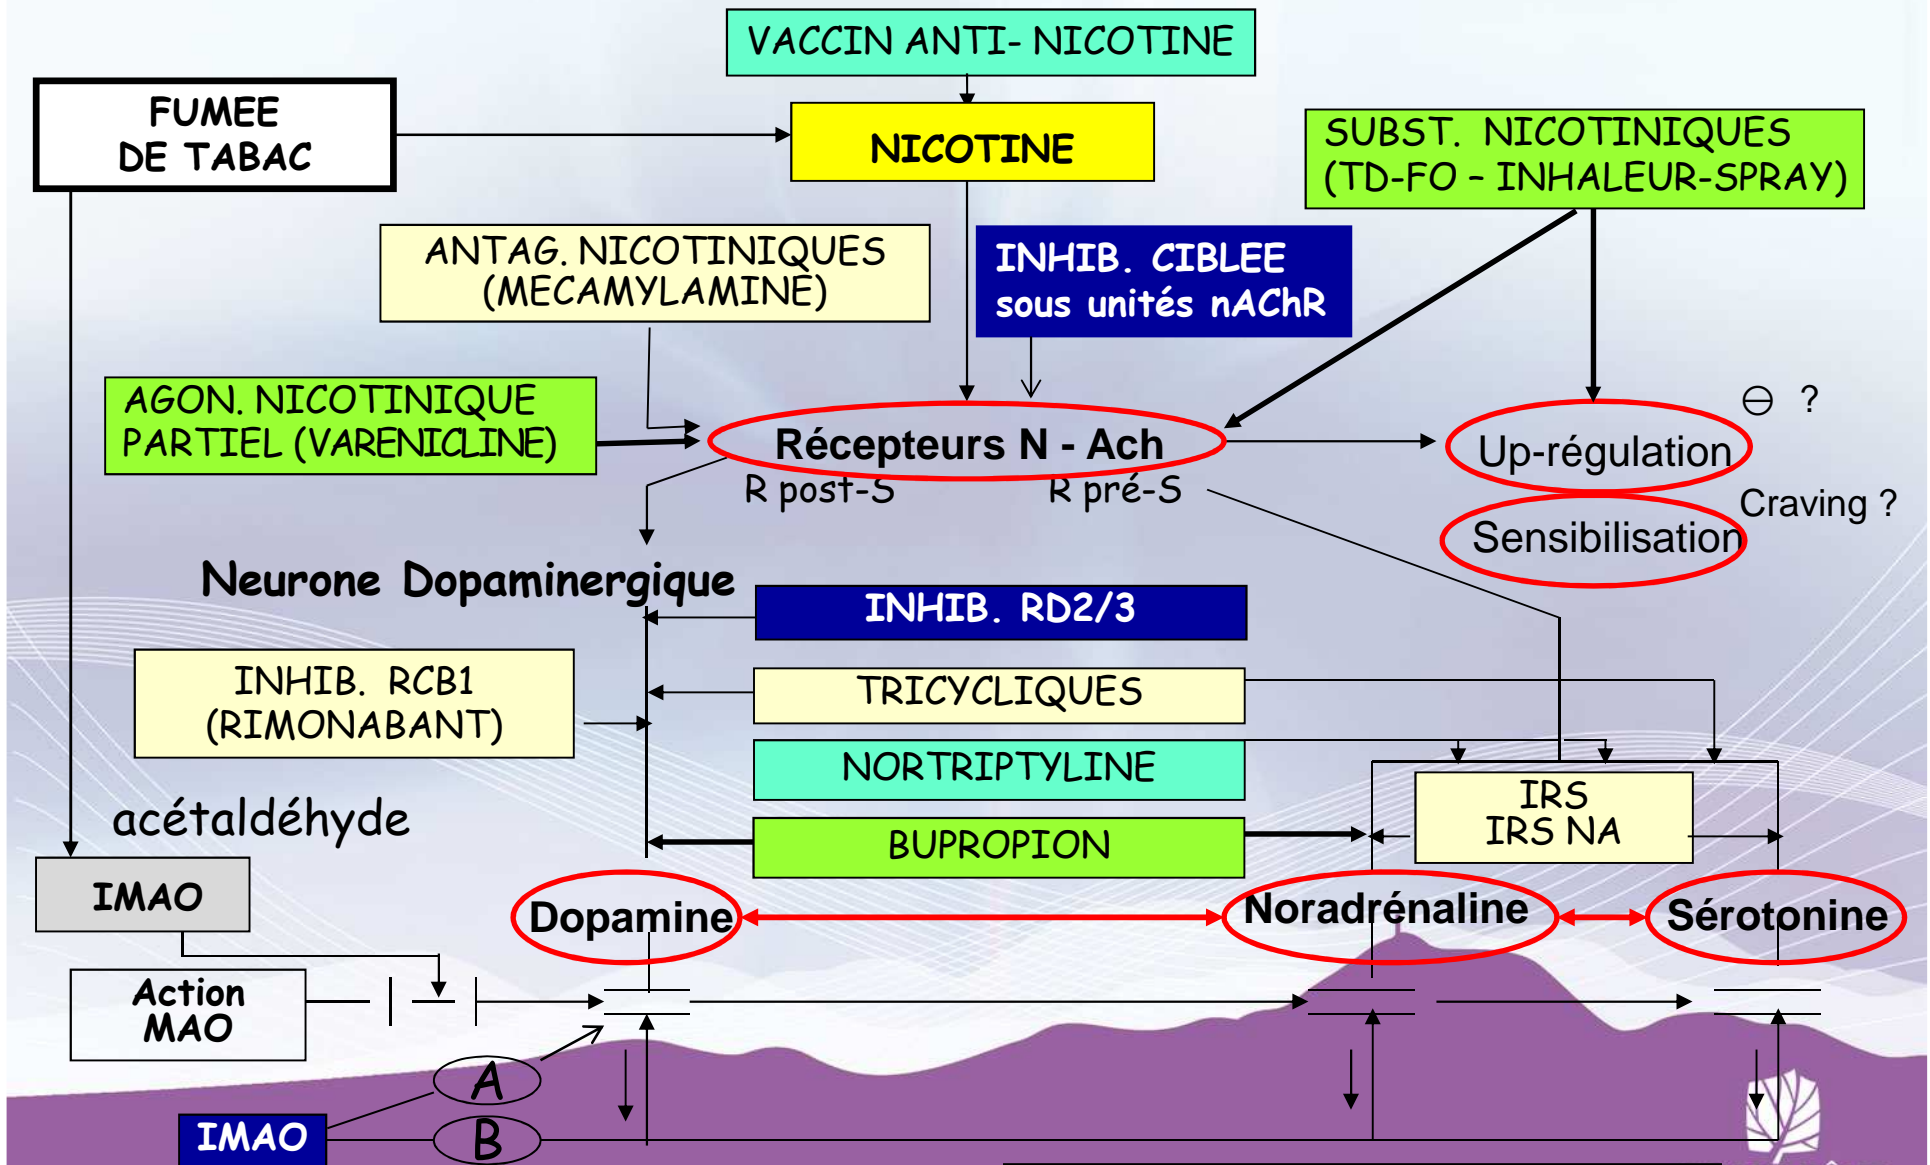 VACCIN ANTI- NICOTINE
FUMEE
DE TABAC
NICOTINE
SUBST. NICOTINIQUES
(TD-FO – INHALEUR-SPRAY)
ANTAG. NICOTINIQUES
(MECAMYLAMINE)
INHIB. CIBLEE
sous unités nAChR
AGON. NICOTINIQUE
PARTIEL (VARENICLINE)
Récepteurs N - Ach
R post-S
R pré-S
⊖ ?
Up-régulation
Craving ?
Sensibilisation
Neurone Dopaminergique
INHIB. RD2/3
INHIB. RCB1
(RIMONABANT)
TRICYCLIQUES
NORTRIPTYLINE
IRS
IRS NA
acétaldéhyde
BUPROPION
IMAO
Dopamine
Noradrénaline
Sérotonine
Action
MAO
A
IMAO
B